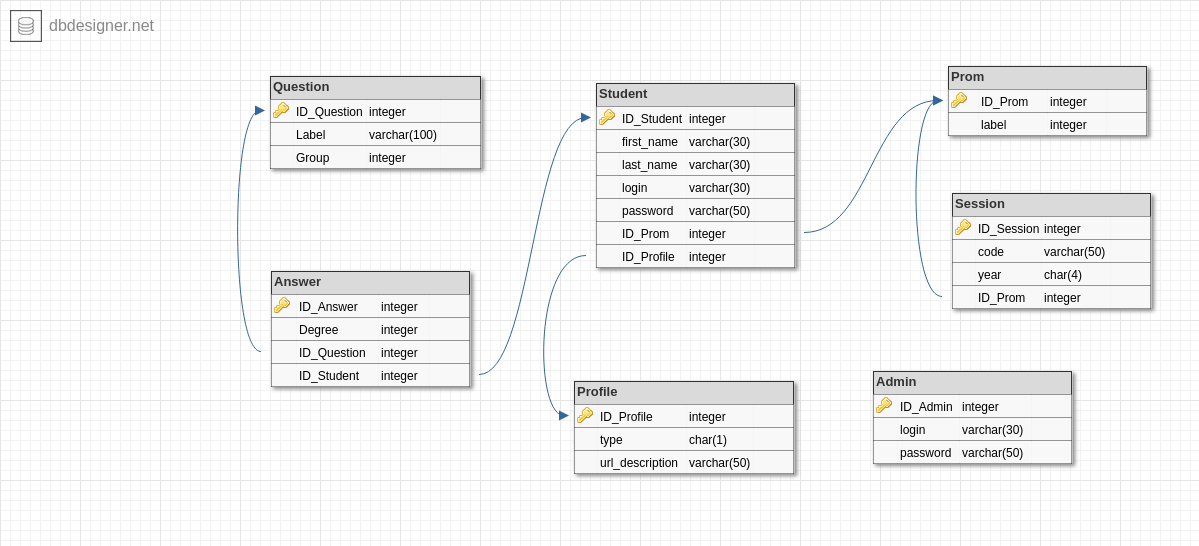 dbdesigner.net
Question
ID_Question integer
Label varchar(100)
Group integer
Answer
ID_Answer integer
Degree integer
ID_Question integer
ID_Student integer
Student
ID_Student integer
first_name varchar(30)
last_name varchar(30)
login varchar(30)
password varchar(50)
ID_Prom integer
ID_Profile integer
Profile
ID_Profile integer
type char(1)
url_description varchar(50)
Prom
ID_Prom integer
label integer
Session
ID_Session integer
code varchar(50)
year char(4)
ID_Prom integer
Admin
ID_Admin integer
login varchar(30)
password varchar(50)